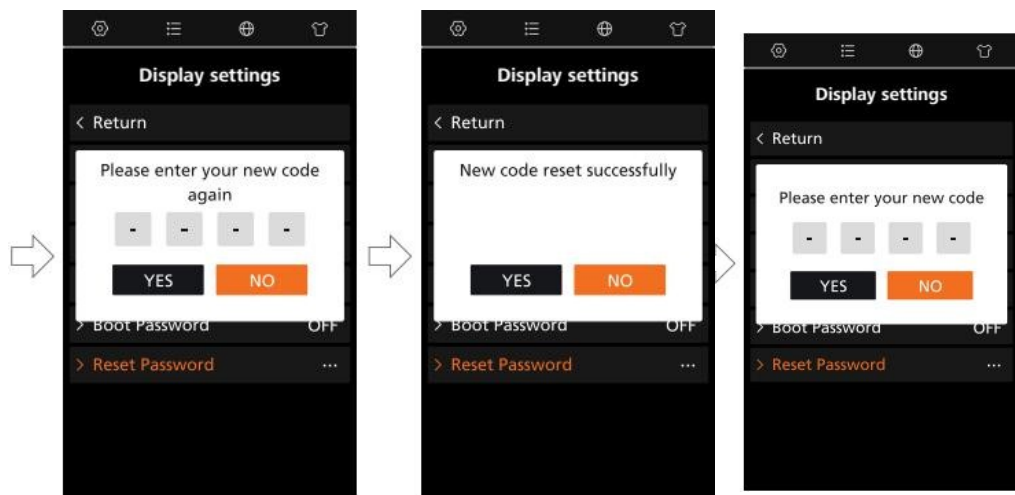 Display settings
< Return
Please enter your new code
again
- - - -
YES NO
> Boot Password OFF
> Reset Password ...
Display settings
< Return
New code reset successfully
YES NO
> Boot Password OFF
> Reset Password ...
Display settings
< Return
Please enter your new code
- - - -
YES NO
> Boot Password OFF
> Reset Password ...